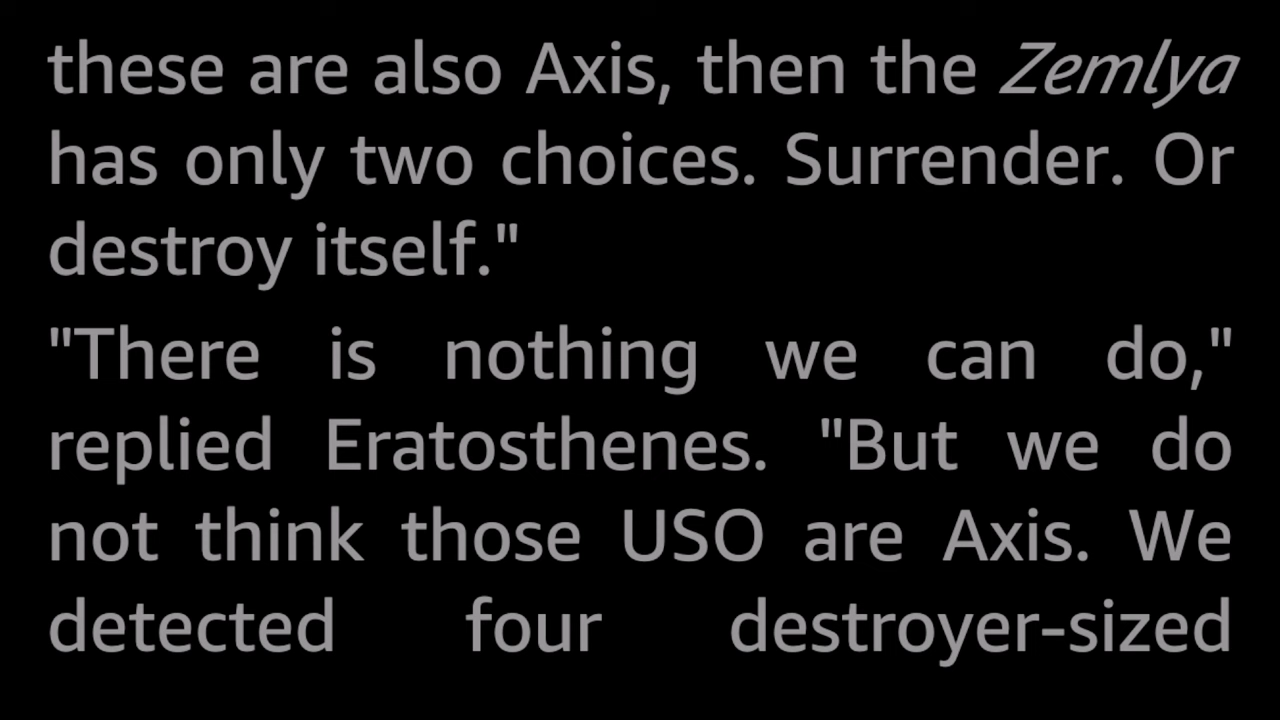 these are also Axis, then the Zemlya
has only two choices. Surrender. Or
destroy itself."
"There is nothing we can do,"
replied Eratosthenes. "But we do
not think those USO are Axis. We
detected four destroyer-sized